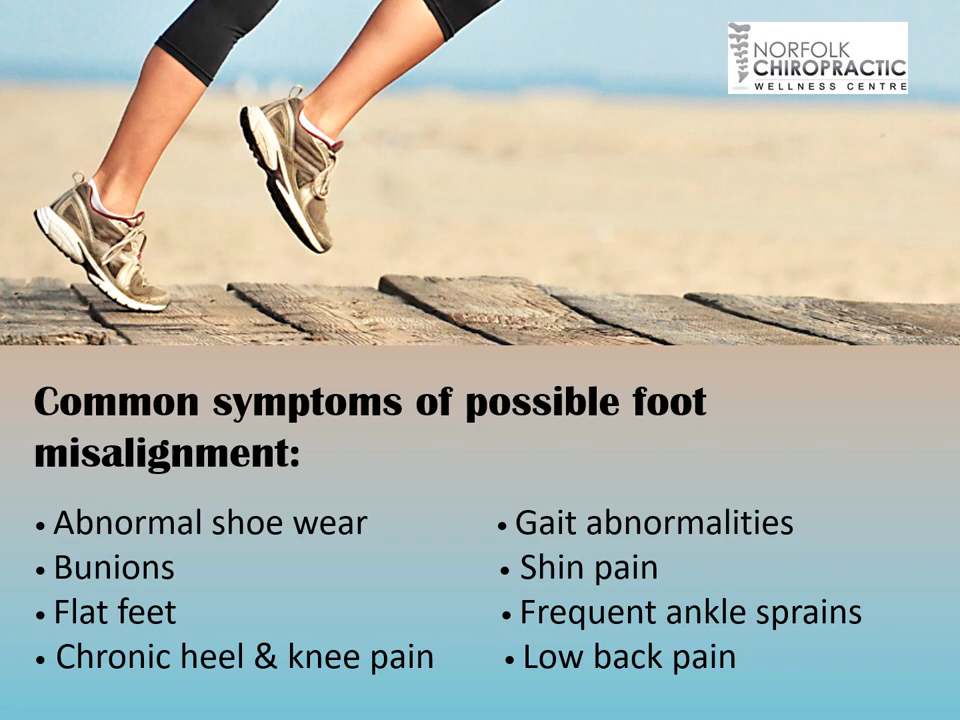 NORFOLK
CHIROPRACTIC
WELLNESS CENTRE
Common symptoms of possible foot
misalignment:
• Abnormal shoe wear
• Bunions
• Flat feet
• Chronic heel & knee pain
• Gait abnormalities
• Shin pain
• Frequent ankle sprains
• Low back pain